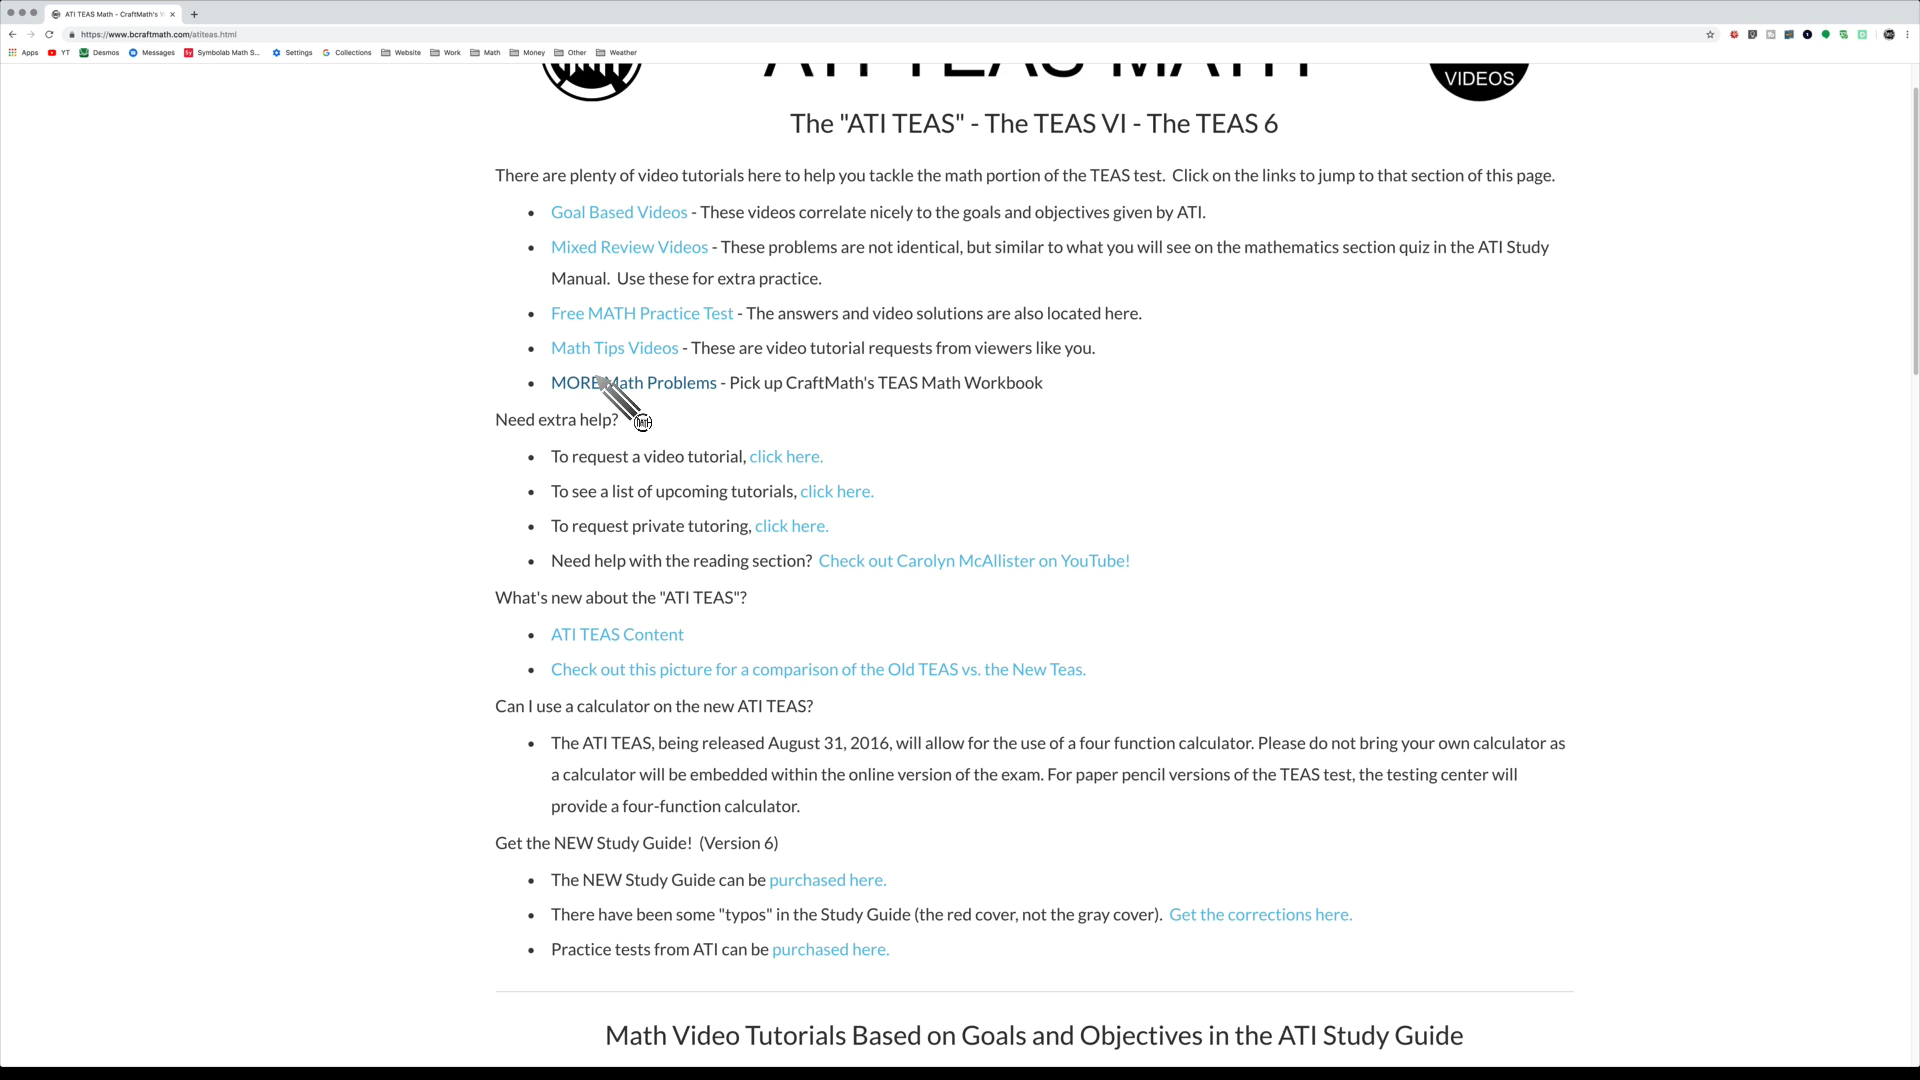 ATI TEAS Math - CraftMath's
https://www.bcraftmath.com/atiteas.html
Apps YT Desmos Messages Symbolab Math S... Settings Collections Website Work Math Money Other Weather
ATI TEAS MATH
VIDEOS
The "ATI TEAS" - The TEAS VI - The TEAS 6
There are plenty of video tutorials here to help you tackle the math portion of the TEAS test. Click on the links to jump to that section of this page.
Goal Based Videos - These videos correlate nicely to the goals and objectives given by ATI.
Mixed Review Videos - These problems are not identical, but similar to what you will see on the mathematics section quiz in the ATI Study
Manual. Use these for extra practice.
Free MATH Practice Test - The answers and video solutions are also located here.
Math Tips Videos - These are video tutorial requests from viewers like you.
MORE Math Problems - Pick up CraftMath's TEAS Math Workbook
Need extra help?
To request a video tutorial, click here.
To see a list of upcoming tutorials, click here.
To request private tutoring, click here.
Need help with the reading section? Check out Carolyn McAllister on YouTube!
What's new about the "ATI TEAS"?
ATI TEAS Content
Check out this picture for a comparison of the Old TEAS vs. the New Teas.
Can I use a calculator on the new ATI TEAS?
The ATI TEAS, being released August 31, 2016, will allow for the use of a four function calculator. Please do not bring your own calculator as
a calculator will be embedded within the online version of the exam. For paper pencil versions of the TEAS test, the testing center will
provide a four-function calculator.
Get the NEW Study Guide! (Version 6)
The NEW Study Guide can be purchased here.
There have been some "typos" in the Study Guide (the red cover, not the gray cover). Get the corrections here.
Practice tests from ATI can be purchased here.
Math Video Tutorials Based on Goals and Objectives in the ATI Study Guide